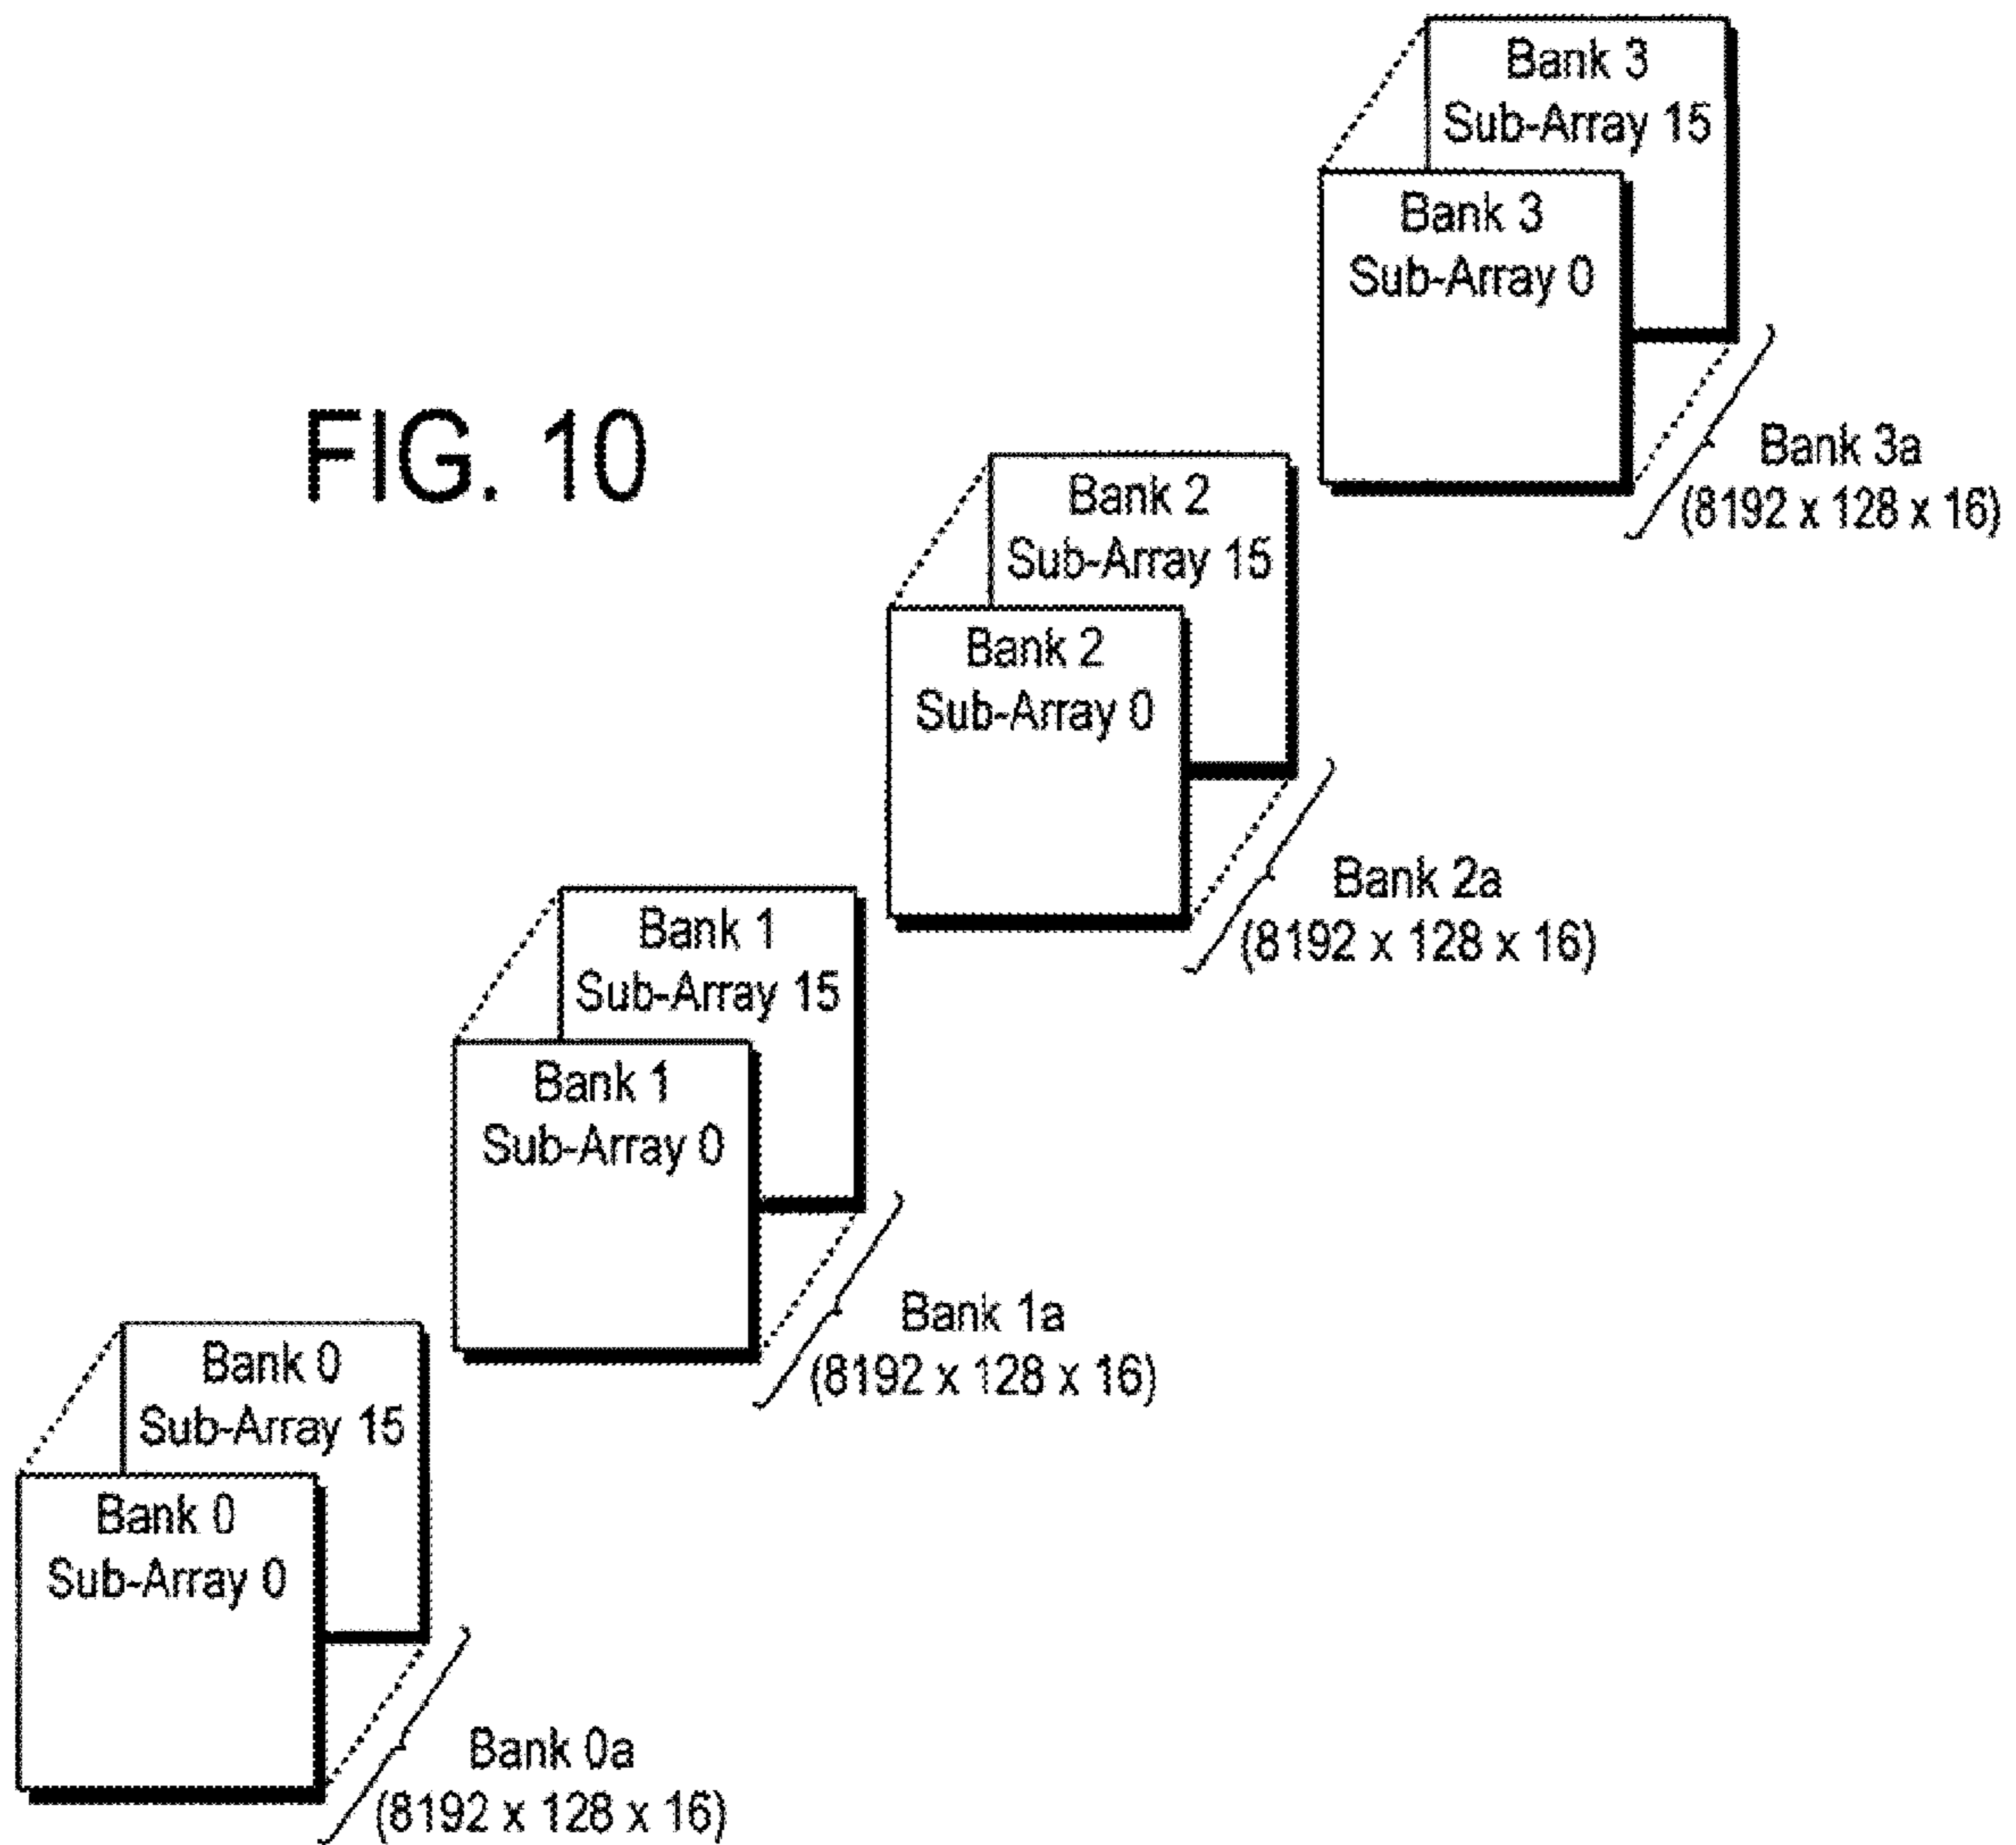 Bank 3
Sub-Array 15
Bank 3
Sub-Array 0
Bank 3a
(8192 x 128 x 16)
FIG. 10
Bank 2
Sub-Array 15
Bank 2
Sub-Array 0
Bank 2a
(8192 x 128 x 16)
Bank 1
Sub-Array 15
Bank 1
Sub-Array 0
Bank 1a
(8192 x 128 x 16)
Bank 0
Sub-Array 15
Bank 0
Sub-Array 0
Bank 0a
(8192 x 128 x 16)